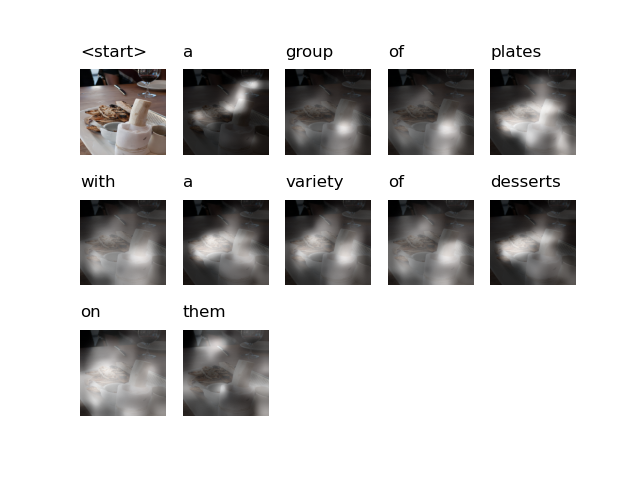 <start> a group of plates
with a variety of desserts
on them